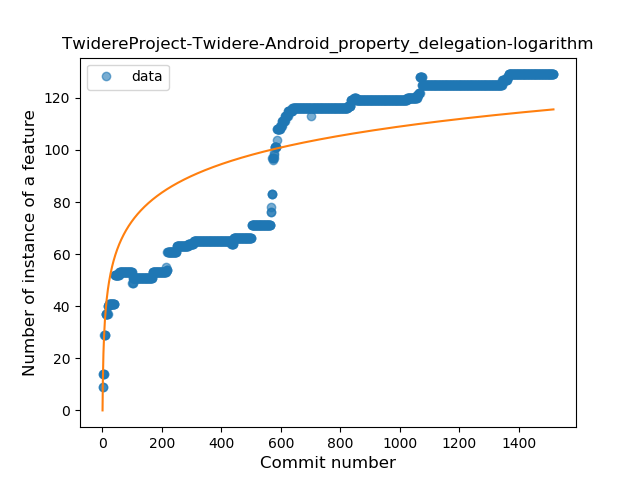 TwidereProject-Twidere-Android_property_delegation-logarithm
data
Number of instance of a feature
120
100
80
60
40
20
0
0 200 400 600 800 1000 1200 1400
Commit number